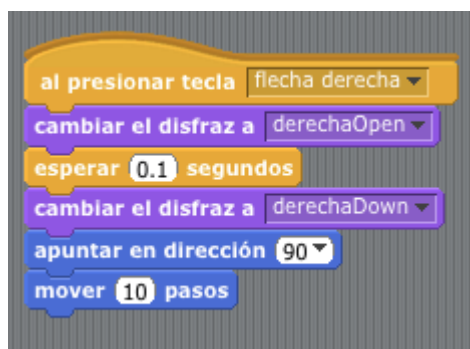 al presionar tecla flecha derecha
cambiar el disfraz a derechaOpen
esperar 0.1 segundos
cambiar el disfraz a derechaDown
apuntar en dirección 90
mover 10 pasos